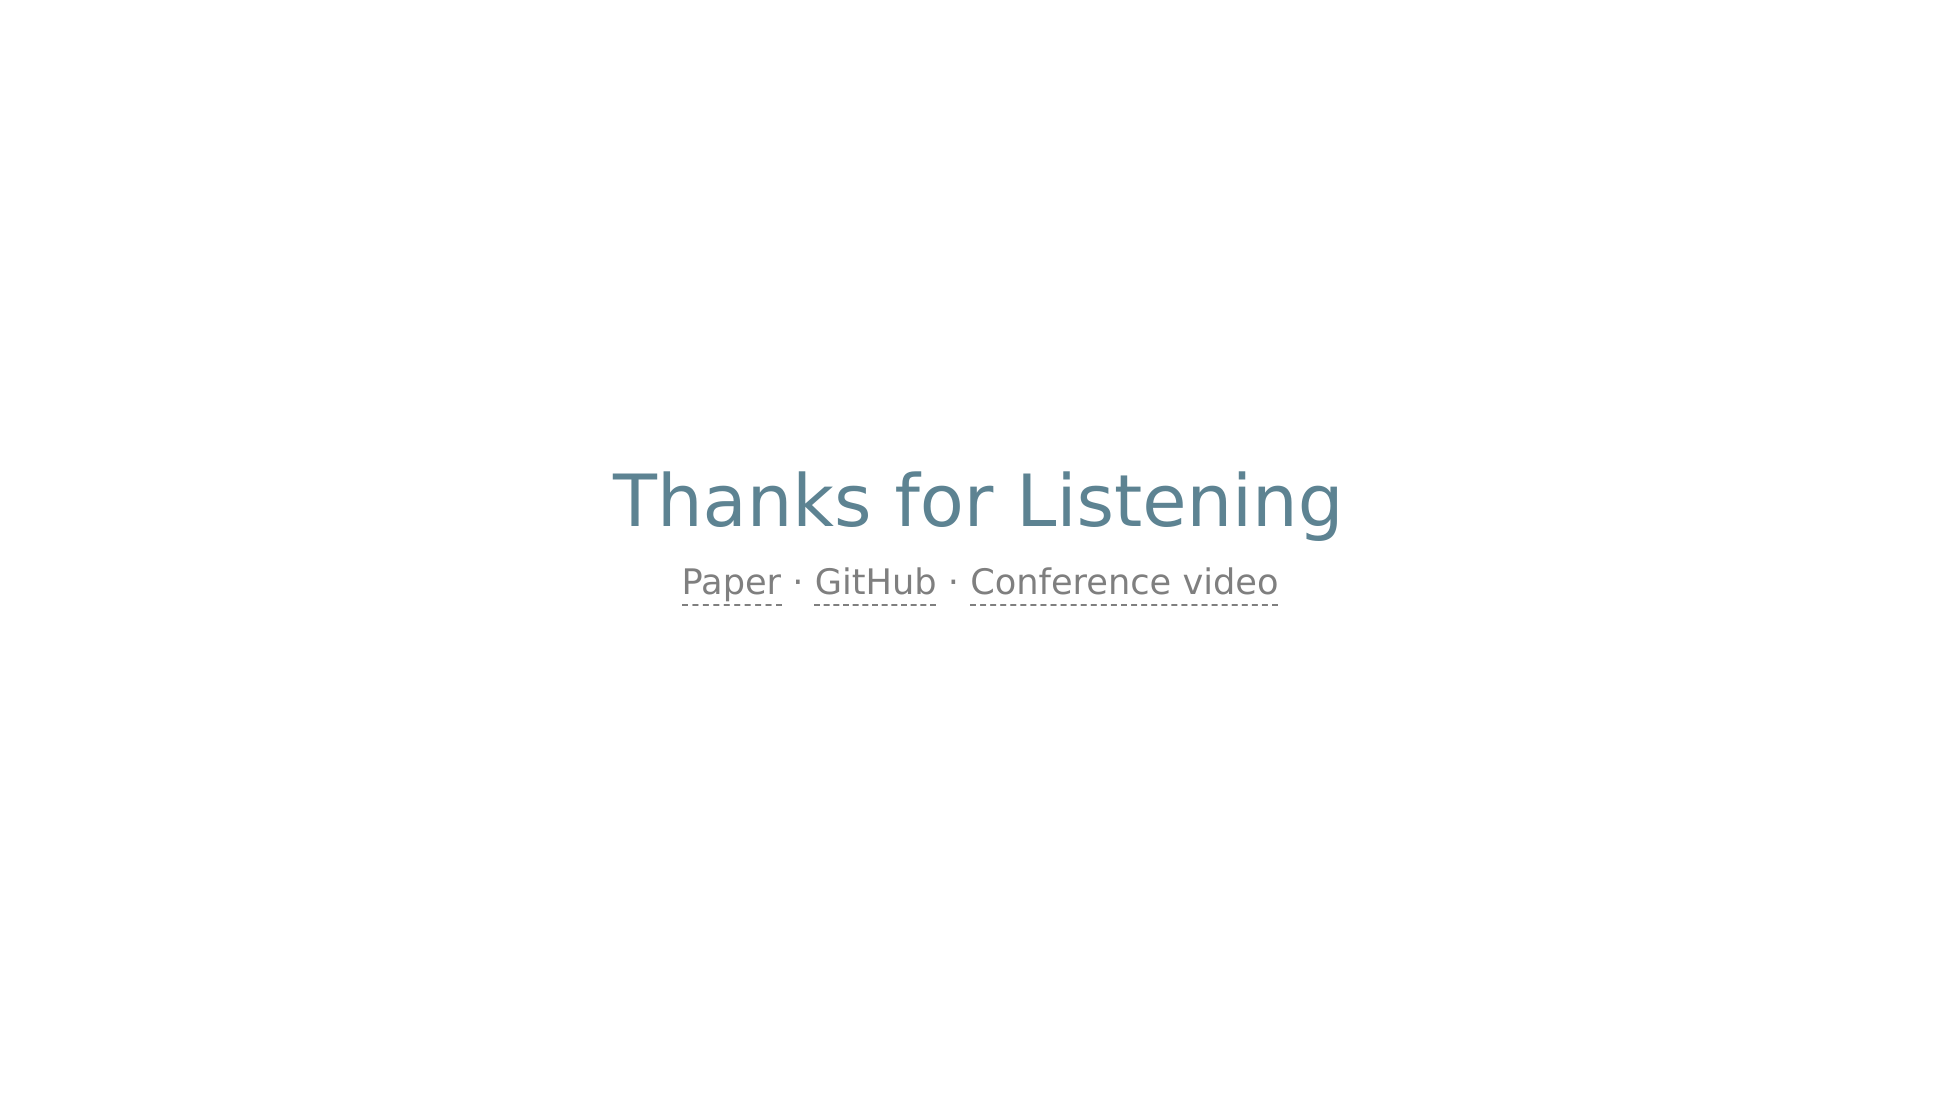 Thanks for Listening
Paper · GitHub · Conference video